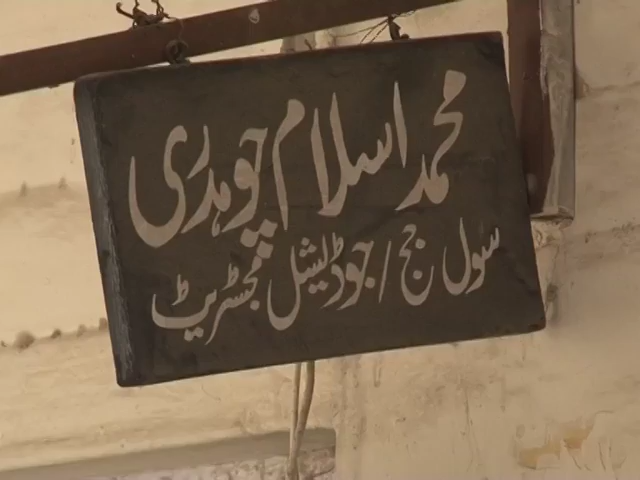 محمد اسلام چوہدری
سول جج / جوڈیشل مجسٹریٹ